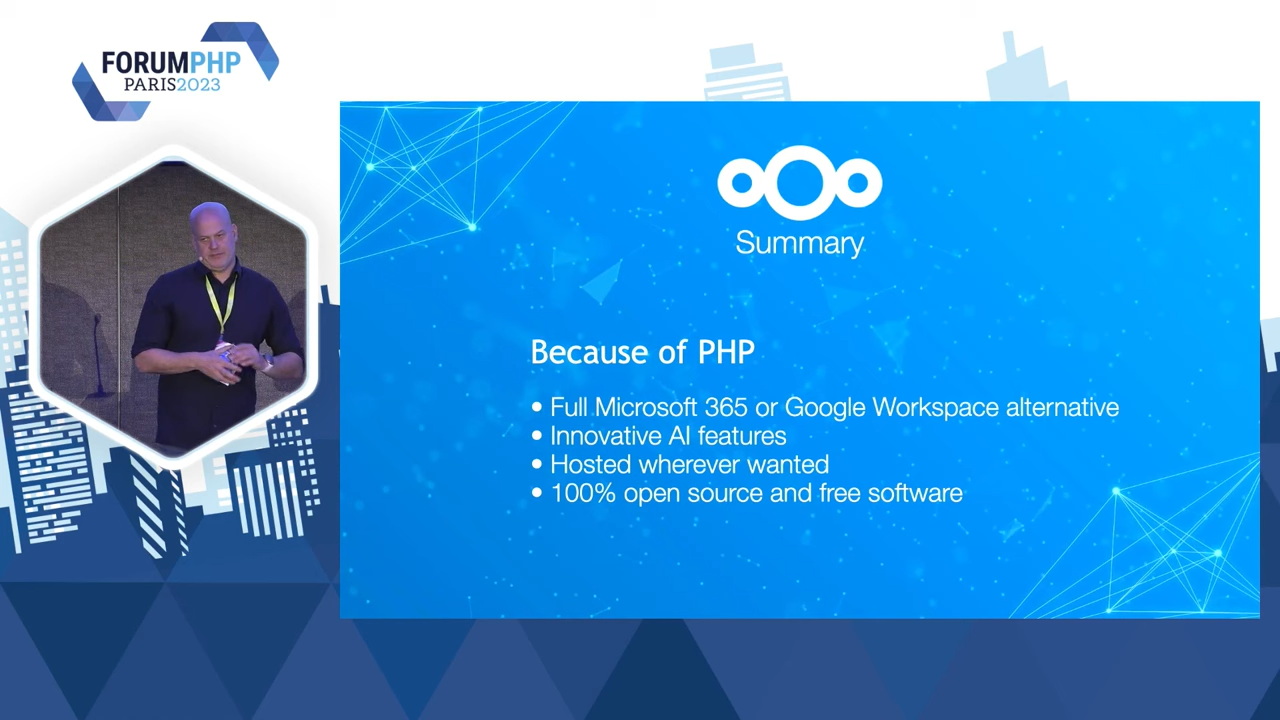 FORUMPHP
PARIS2023
Summary
Because of PHP
• Full Microsoft 365 or Google Workspace alternative
• Innovative AI features
• Hosted wherever wanted
• 100% open source and free software